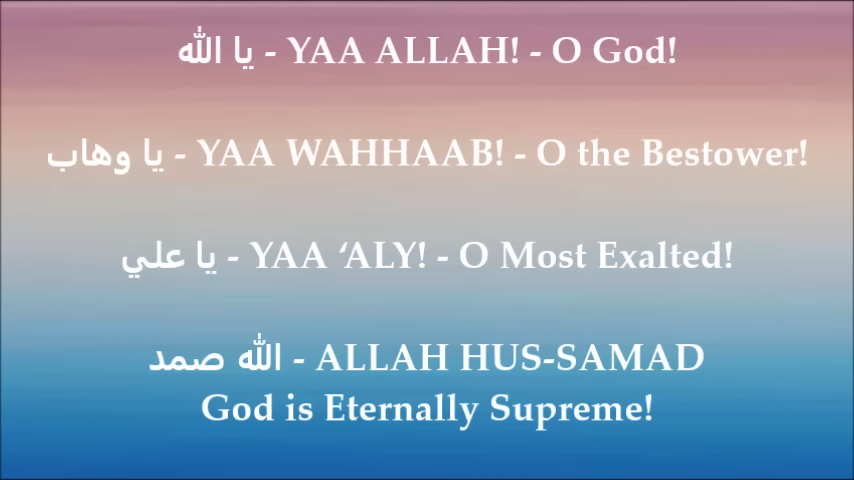 يا الله - YAA ALLAH! - O God!
يا وهاب - YAA WAHHAAB! - O the Bestower!
يا علي - YAA ‘ALY! - O Most Exalted!
الله صمد - ALLAH HUS-SAMAD
God is Eternally Supreme!